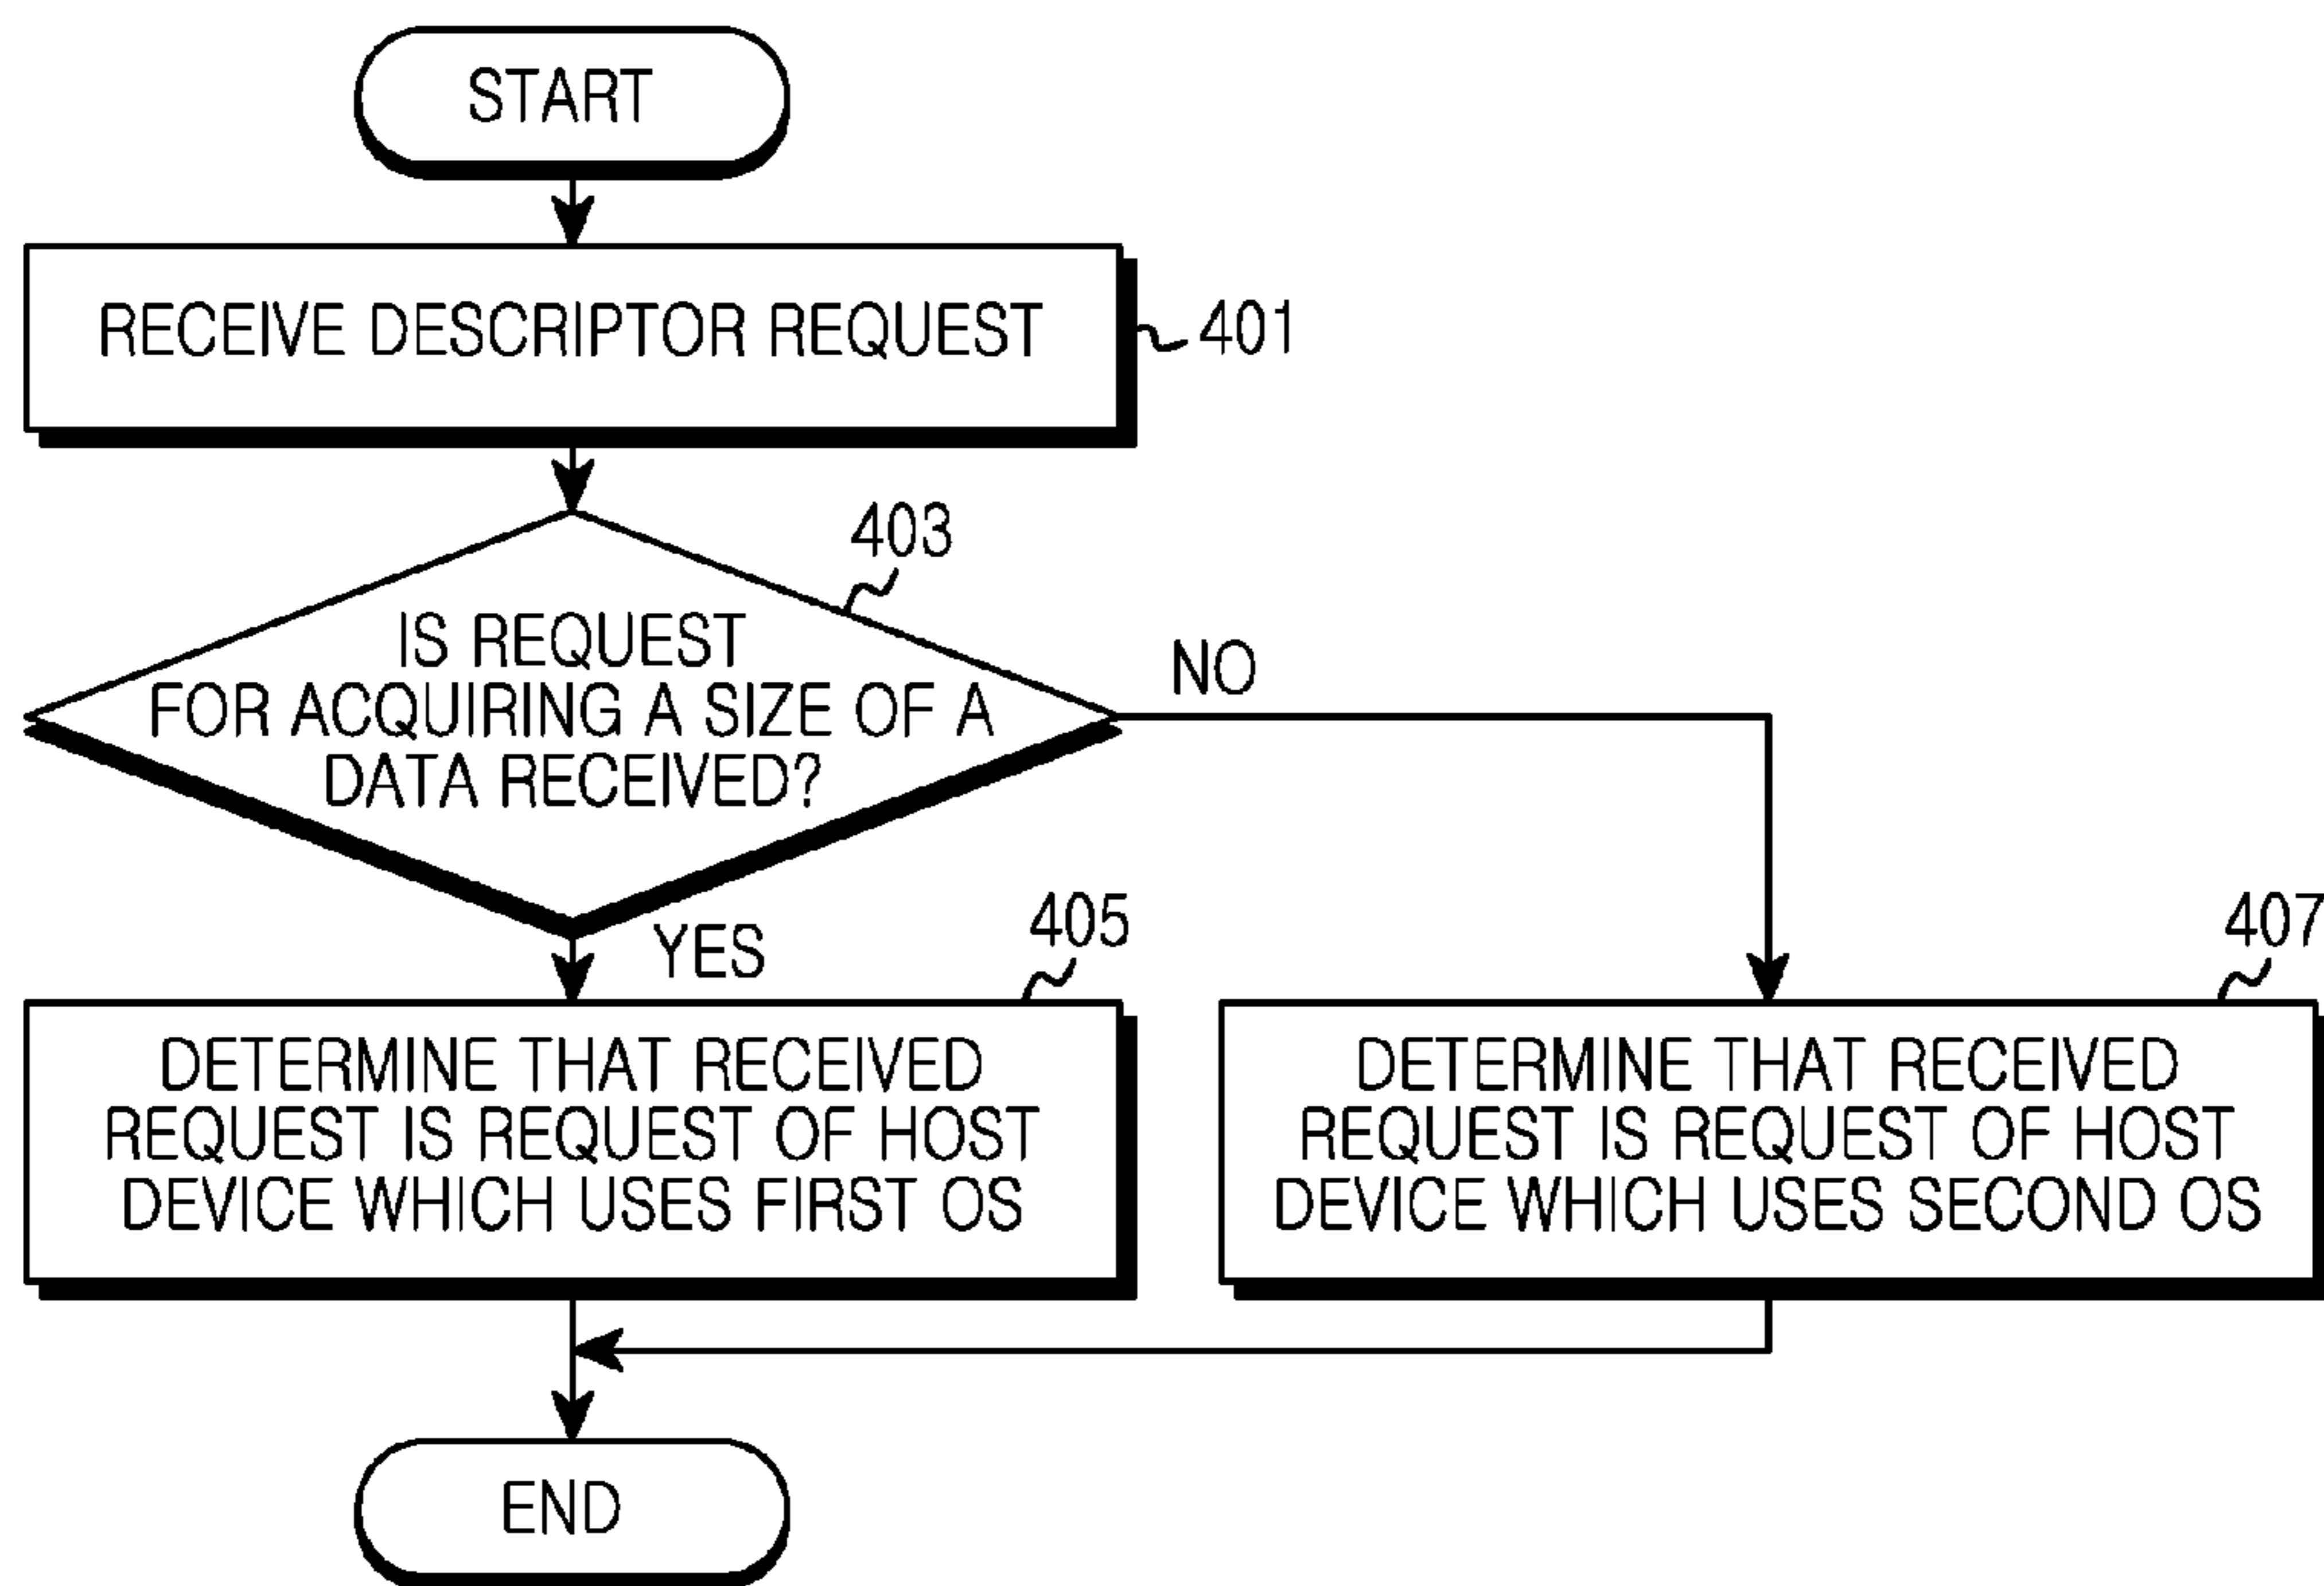 START
RECEIVE DESCRIPTOR REQUEST
401
403
IS REQUEST
FOR ACQUIRING A SIZE OF A
DATA RECEIVED?
NO
YES
405
DETERMINE THAT RECEIVED
REQUEST IS REQUEST OF HOST
DEVICE WHICH USES FIRST OS
407
DETERMINE THAT RECEIVED
REQUEST IS REQUEST OF HOST
DEVICE WHICH USES SECOND OS
END